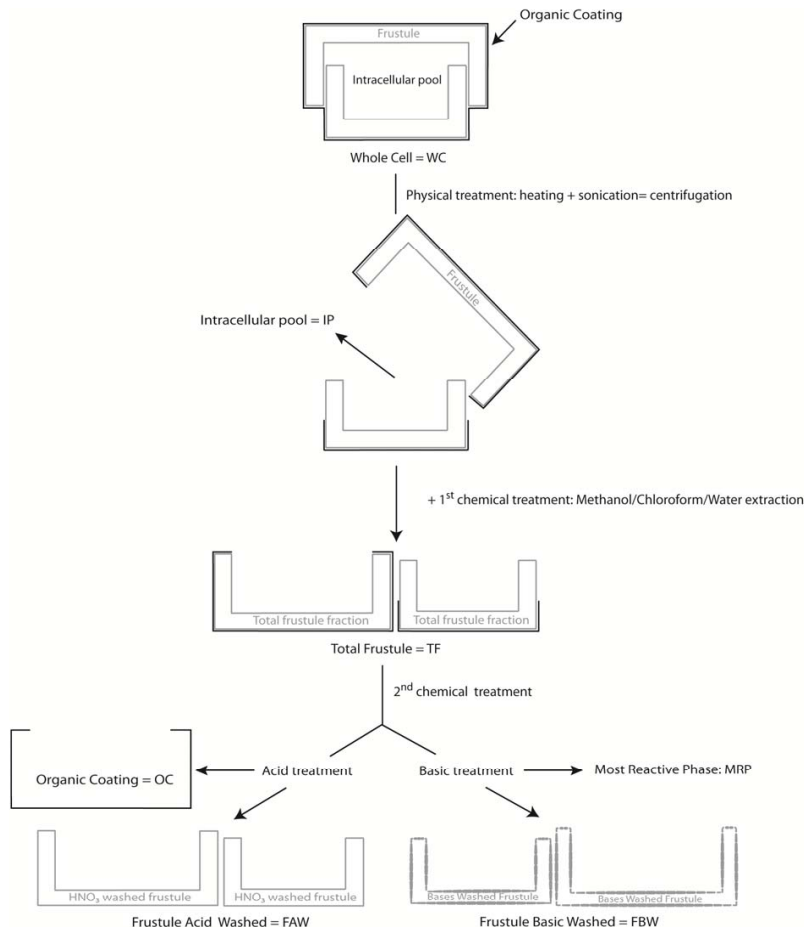 Organic Coating
Frustule
Intracellular pool
Whole Cell = WC
Physical treatment: heating + sonication= centrifugation
Frustule
Intracellular pool = IP
+ 1st chemical treatment: Methanol/Chloroform/Water extraction
Total frustule fraction
Total frustule fraction
Total Frustule = TF
2nd chemical treatment
Acid treatment
Basic treatment
Most Reactive Phase: MRP
Organic Coating = OC
HNO₃ washed frustule
HNO₃ washed frustule
Bases Washed Frustule
Bases Washed Frustule
Frustule Acid Washed = FAW
Frustule Basic Washed = FBW